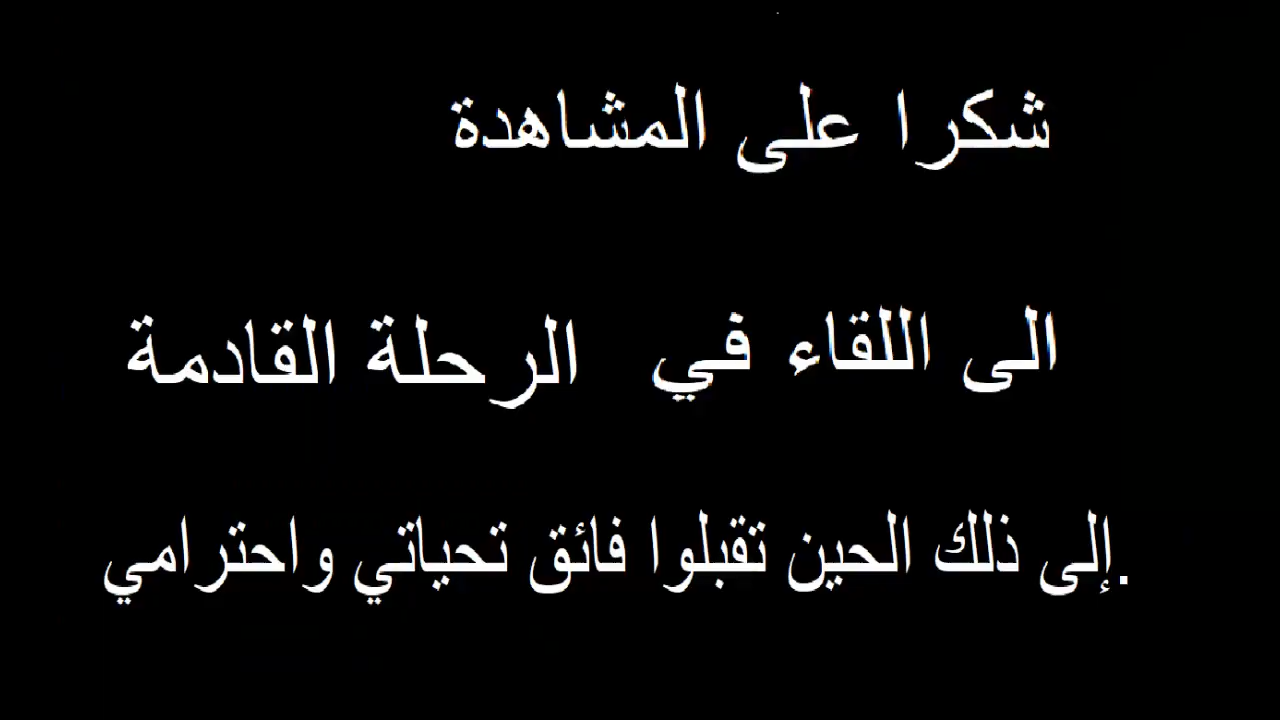 شكرا على المشاهدة
الى اللقاء في الرحلة القادمة
.إلى ذلك الحين تقبلوا فائق تحياتي واحترامي